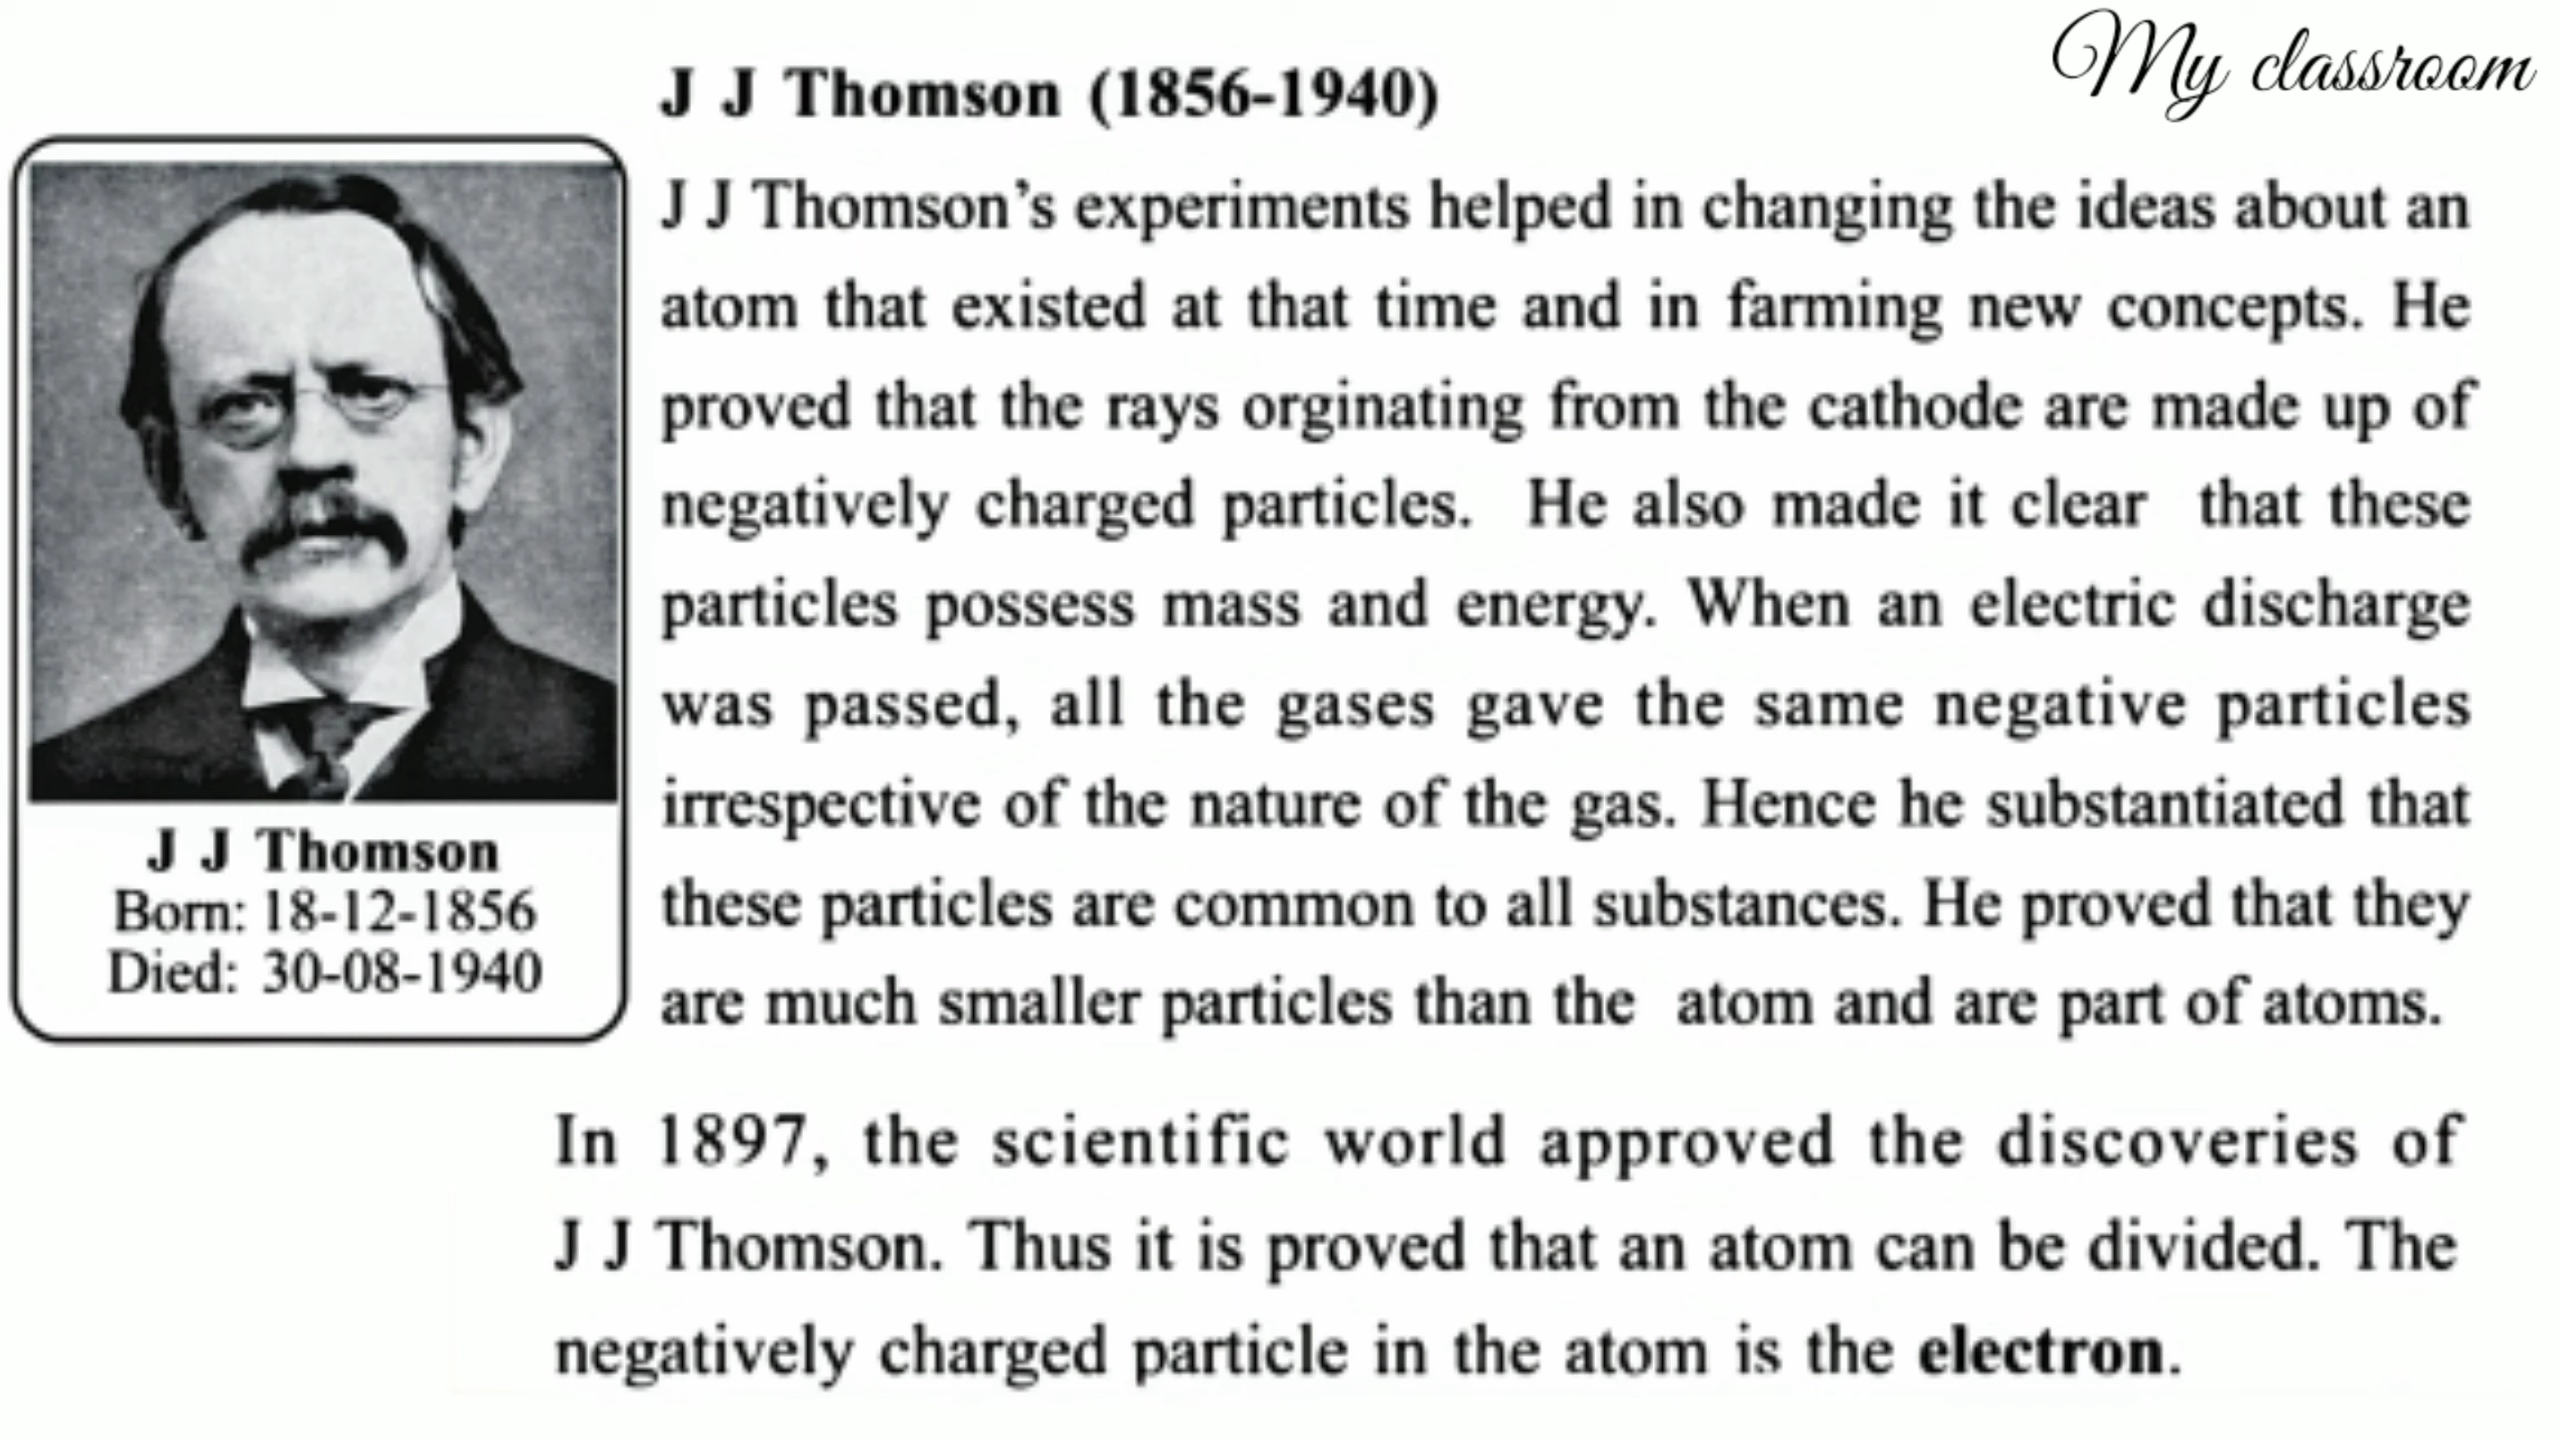 My classroom
J J Thomson (1856-1940)
J J Thomson’s experiments helped in changing the ideas about an
atom that existed at that time and in farming new concepts. He
proved that the rays orginating from the cathode are made up of
negatively charged particles. He also made it clear that these
particles possess mass and energy. When an electric discharge
was passed, all the gases gave the same negative particles
irrespective of the nature of the gas. Hence he substantiated that
these particles are common to all substances. He proved that they
are much smaller particles than the atom and are part of atoms.
J J Thomson
Born: 18-12-1856
Died: 30-08-1940
In 1897, the scientific world approved the discoveries of
J J Thomson. Thus it is proved that an atom can be divided. The
negatively charged particle in the atom is the electron.